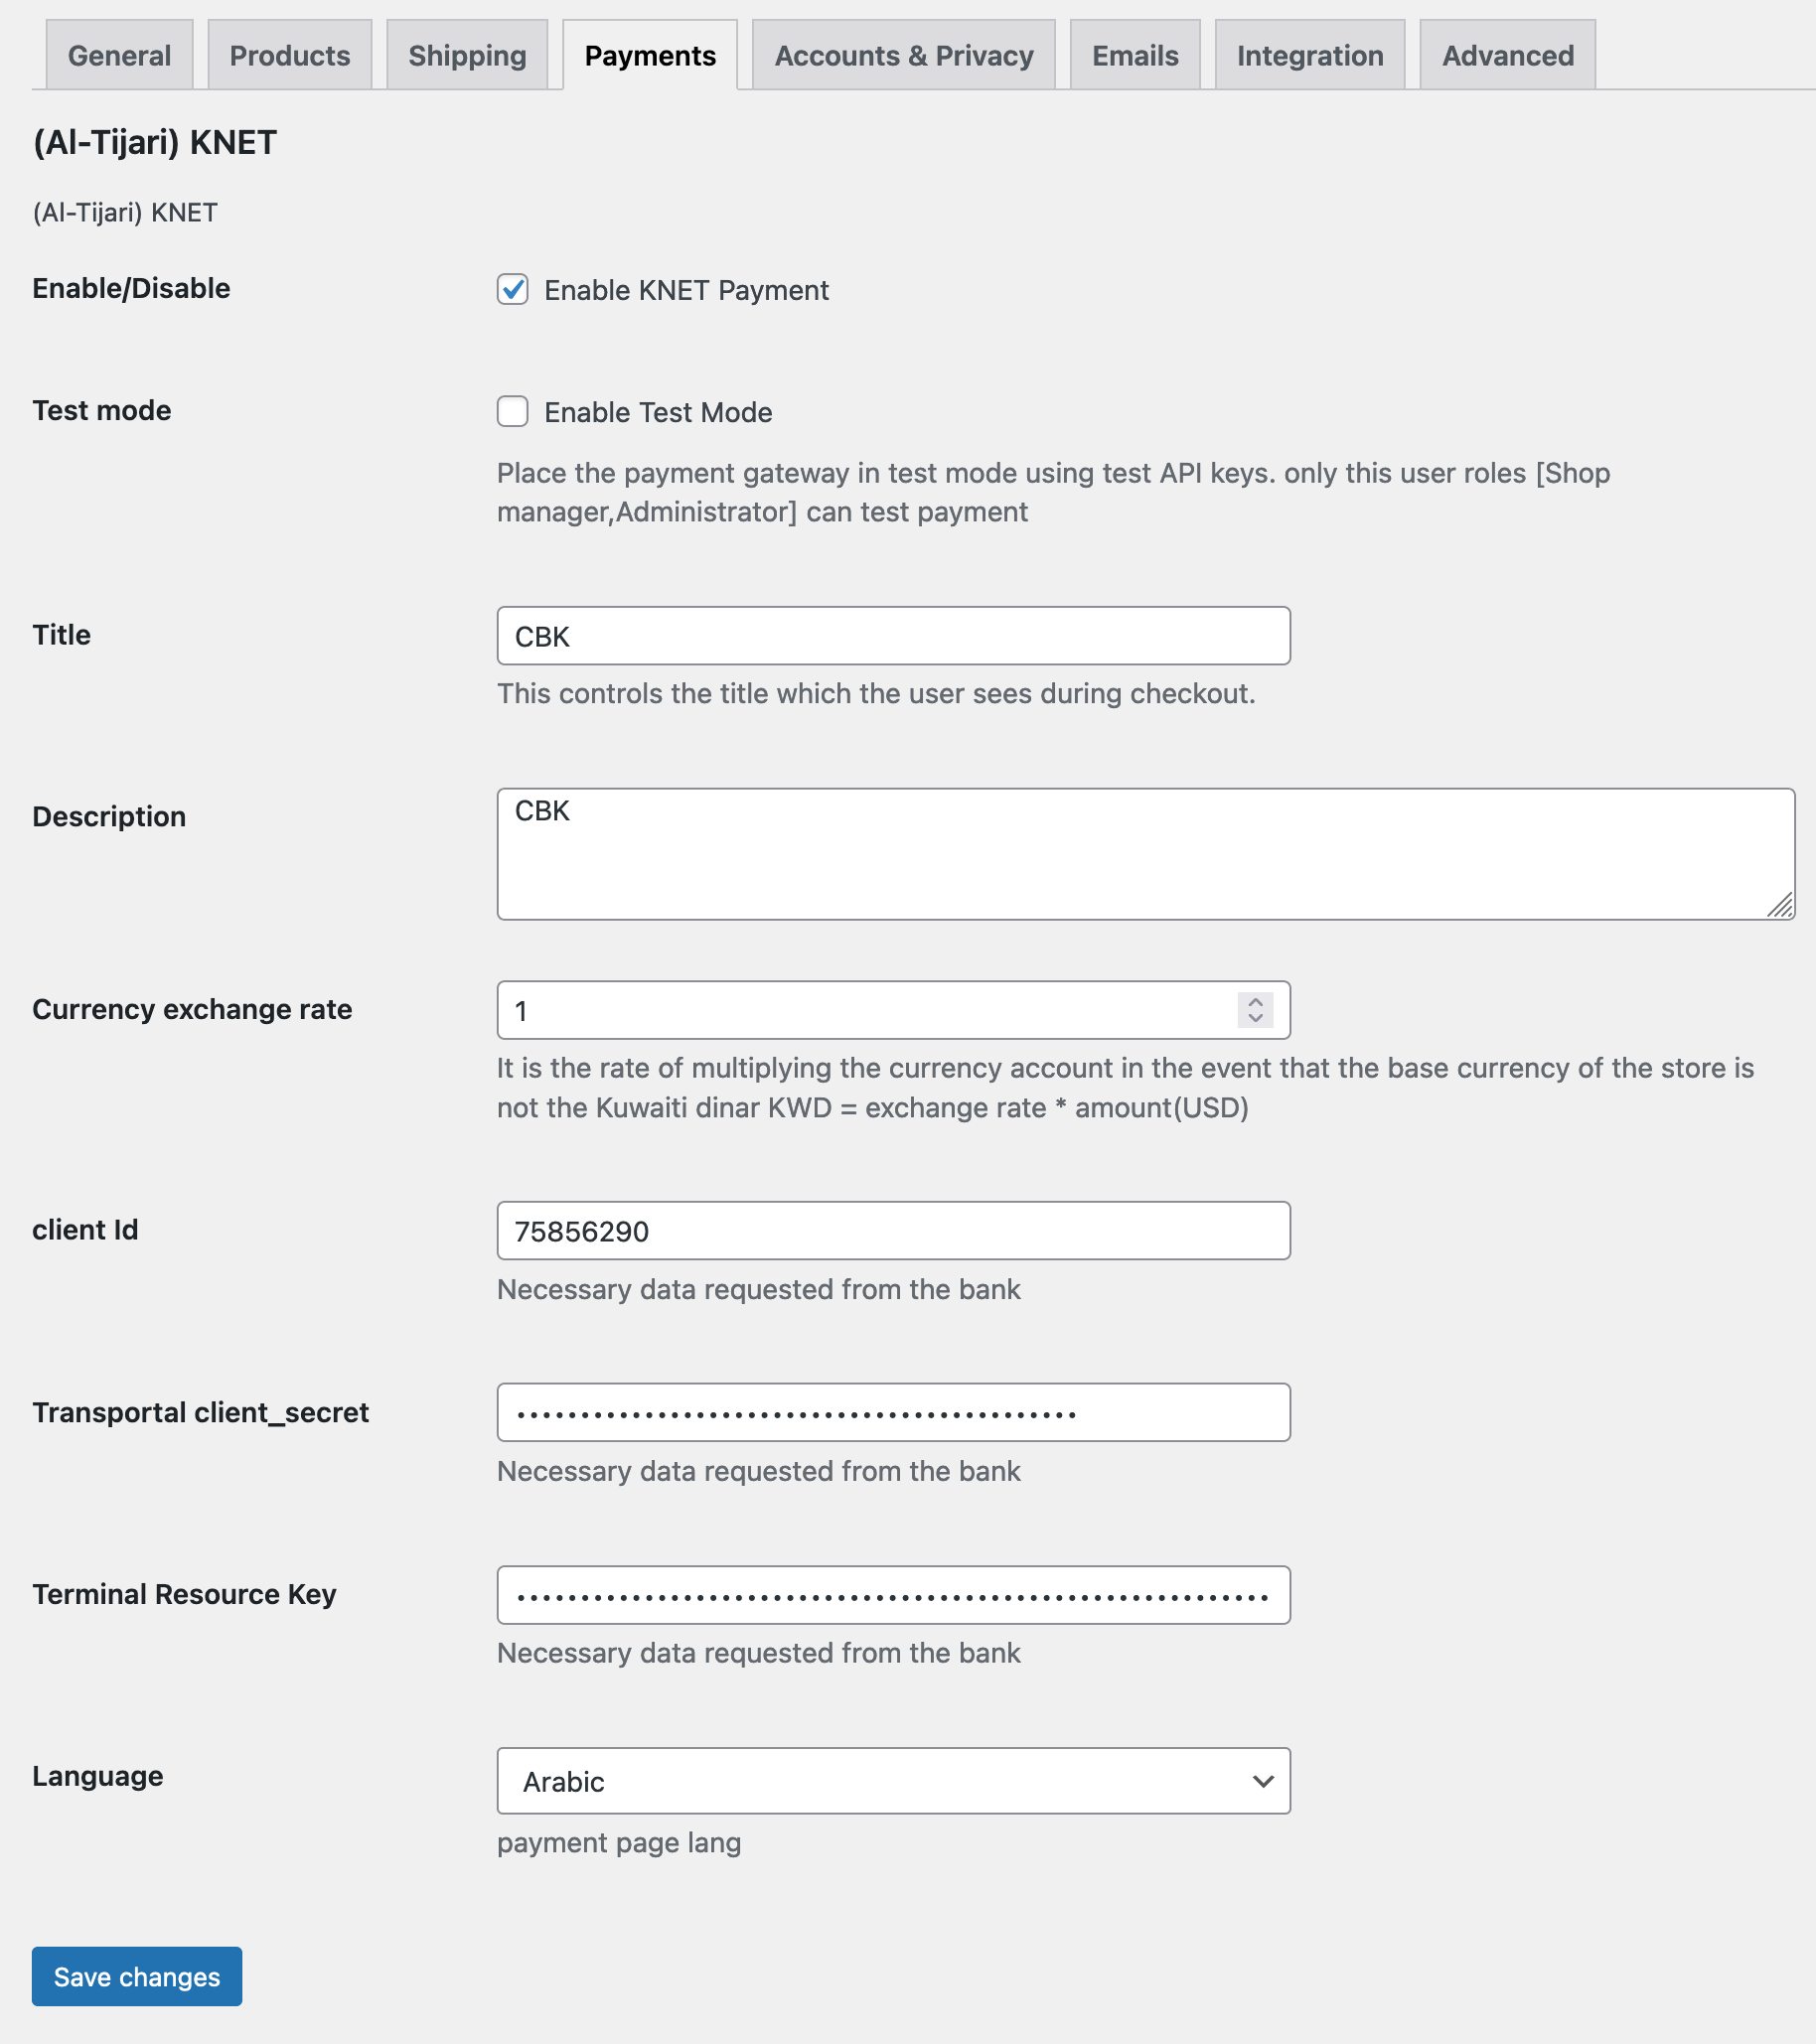 General Products Shipping Payments Accounts & Privacy Emails Integration Advanced
(Al-Tijari) KNET
(Al-Tijari) KNET
Enable/Disable
Enable KNET Payment
Test mode
Enable Test Mode
Place the payment gateway in test mode using test API keys. only this user roles [Shop
manager,Administrator] can test payment
Title
CBK
This controls the title which the user sees during checkout.
Description
CBK
Currency exchange rate
1
It is the rate of multiplying the currency account in the event that the base currency of the store is
not the Kuwaiti dinar KWD = exchange rate * amount(USD)
client Id
75856290
Necessary data requested from the bank
Transportal client_secret
Necessary data requested from the bank
Terminal Resource Key
Necessary data requested from the bank
Language
Arabic
payment page lang
Save changes